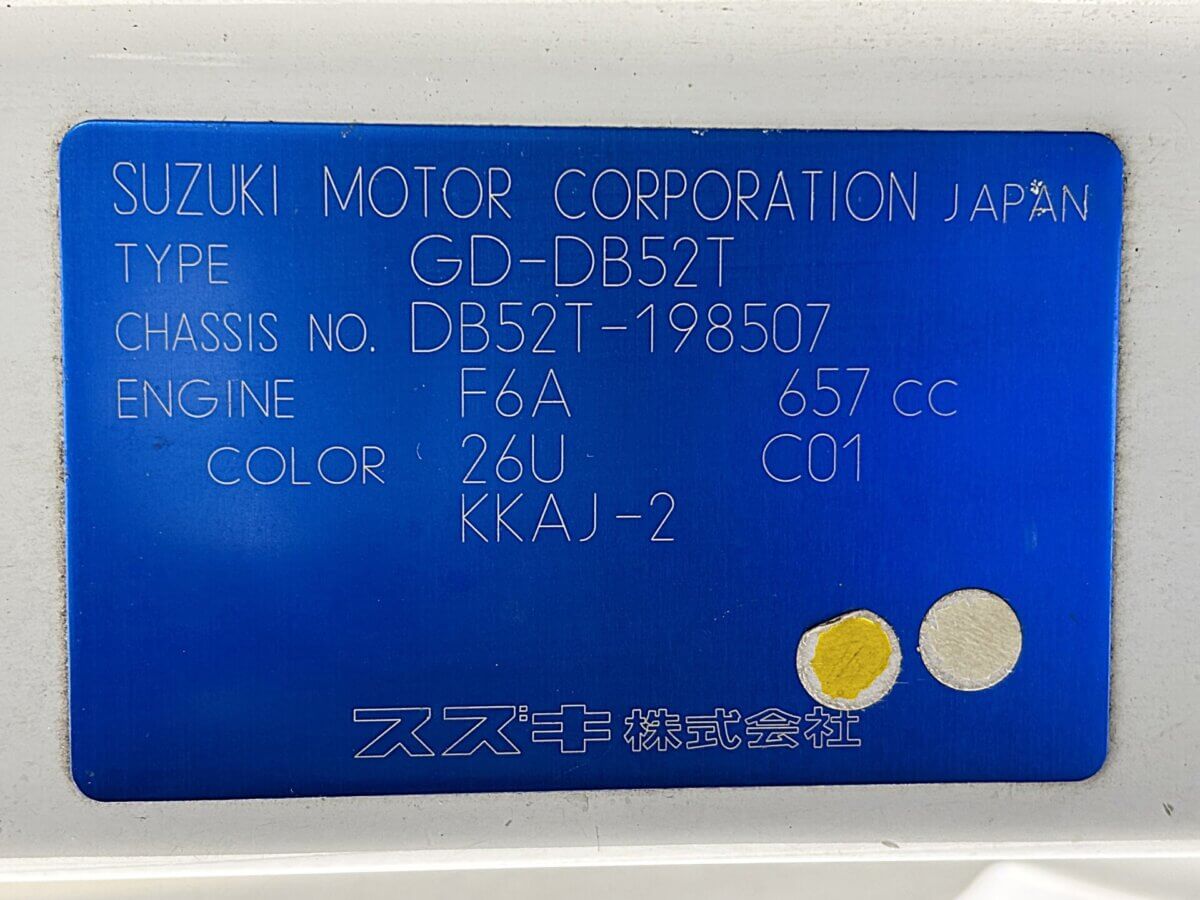 SUZUKI MOTOR CORPORATION JAPAN
TYPE GD-DB52T
CHASSIS NO. DB52T-198507
ENGINE F6A 657 cc
COLOR 26U C01
KKAJ-2
スズキ株式会社